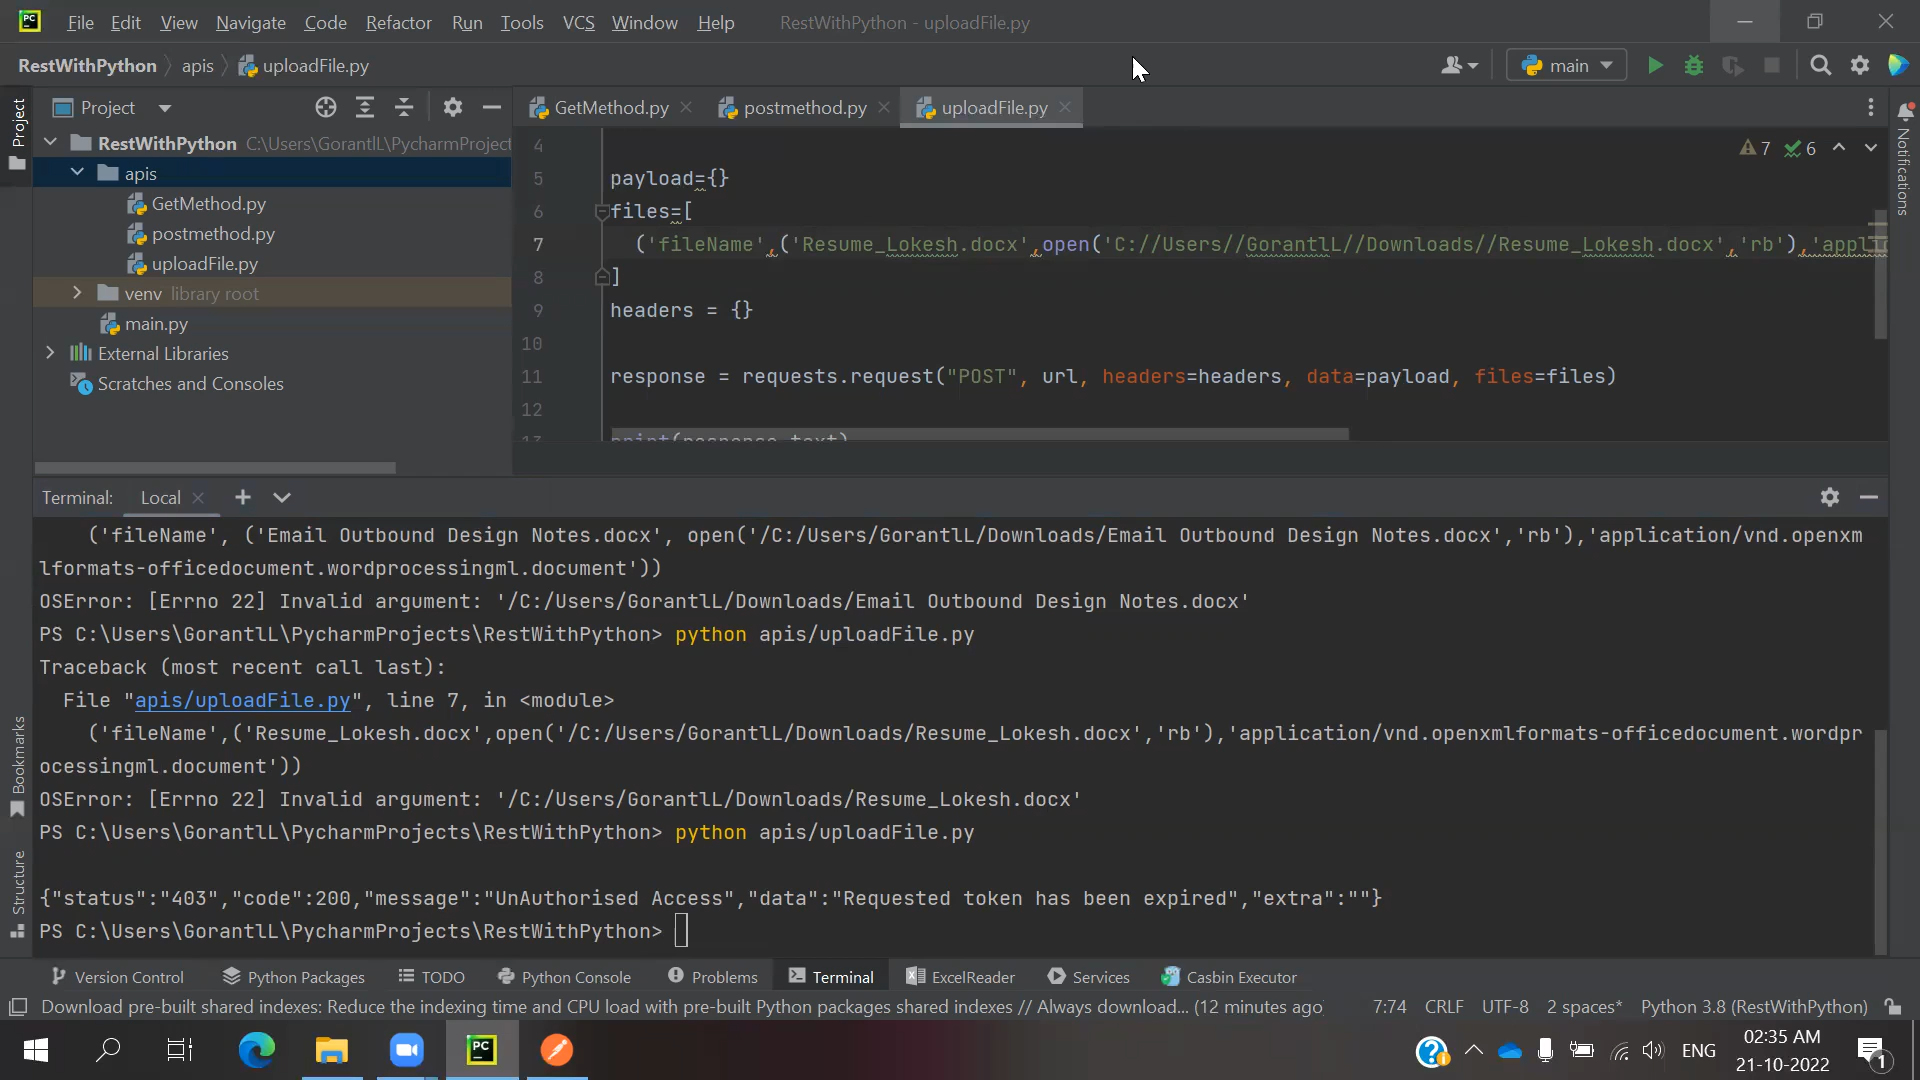 PC File Edit View Navigate Code Refactor Run Tools VCS Window Help RestWithPython - uploadFile.py
RestWithPython apis uploadFile.py main
Project
Project
GetMethod.py postmethod.py uploadFile.py
RestWithPython C:\Users\GorantlL\PycharmProject
apis
GetMethod.py
postmethod.py
uploadFile.py
venv library root
main.py
External Libraries
Scratches and Consoles
4
7 6
5 payload={}
6 files=[
7 ('fileName',('Resume_Lokesh.docx',open('C://Users//GorantlL//Downloads//Resume_Lokesh.docx','rb'),'applic
8 ]
9 headers = {}
10
11 response = requests.request("POST", url, headers=headers, data=payload, files=files)
12
13 print(response.text)
Notifications
Terminal: Local
('fileName', ('Email Outbound Design Notes.docx', open('/C:/Users/GorantlL/Downloads/Email Outbound Design Notes.docx','rb'),'application/vnd.openxm
lformats-officedocument.wordprocessingml.document'))
OSError: [Errno 22] Invalid argument: '/C:/Users/GorantlL/Downloads/Email Outbound Design Notes.docx'
PS C:\Users\GorantlL\PycharmProjects\RestWithPython> python apis/uploadFile.py
Traceback (most recent call last):
File "apis/uploadFile.py", line 7, in <module>
('fileName',('Resume_Lokesh.docx',open('/C:/Users/GorantlL/Downloads/Resume_Lokesh.docx','rb'),'application/vnd.openxmlformats-officedocument.wordpr
ocessingml.document'))
OSError: [Errno 22] Invalid argument: '/C:/Users/GorantlL/Downloads/Resume_Lokesh.docx'
PS C:\Users\GorantlL\PycharmProjects\RestWithPython> python apis/uploadFile.py
{"status":"403","code":200,"message":"UnAuthorised Access","data":"Requested token has been expired","extra":""}
PS C:\Users\GorantlL\PycharmProjects\RestWithPython>
Bookmarks
Structure
Version Control Python Packages TODO Python Console Problems Terminal ExcelReader Services Casbin Executor
Download pre-built shared indexes: Reduce the indexing time and CPU load with pre-built Python packages shared indexes // Always download... (12 minutes ago) 7:74 CRLF UTF-8 2 spaces* Python 3.8 (RestWithPython)
PC ENG 02:35 AM
21-10-2022 1